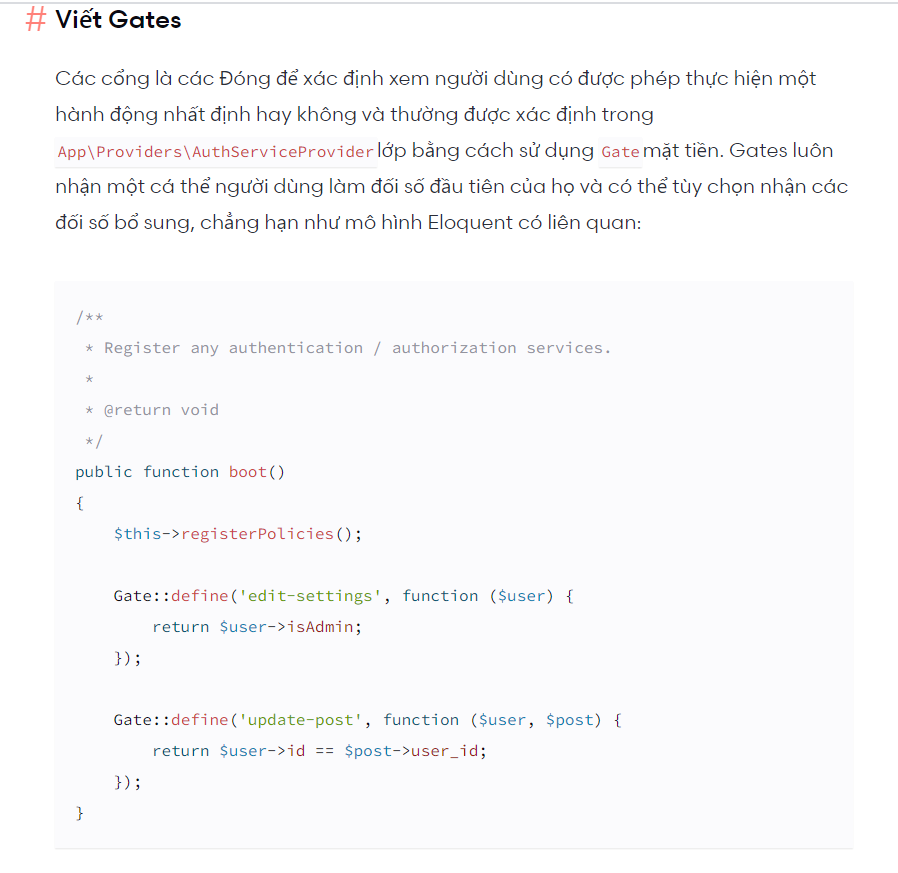 # Viết Gates
Các cổng là các Đóng để xác định xem người dùng có được phép thực hiện một
hành động nhất định hay không và thường được xác định trong
App\Providers\AuthServiceProvider lớp bằng cách sử dụng Gate mặt tiền. Gates luôn
nhận một cá thể người dùng làm đối số đầu tiên của họ và có thể tùy chọn nhận các
đối số bổ sung, chẳng hạn như mô hình Eloquent có liên quan:
/**
 * Register any authentication / authorization services.
 *
 * @return void
 */
public function boot()
{
    $this->registerPolicies();
    Gate::define('edit-settings', function ($user) {
        return $user->isAdmin;
    });
    Gate::define('update-post', function ($user, $post) {
        return $user->id == $post->user_id;
    });
}